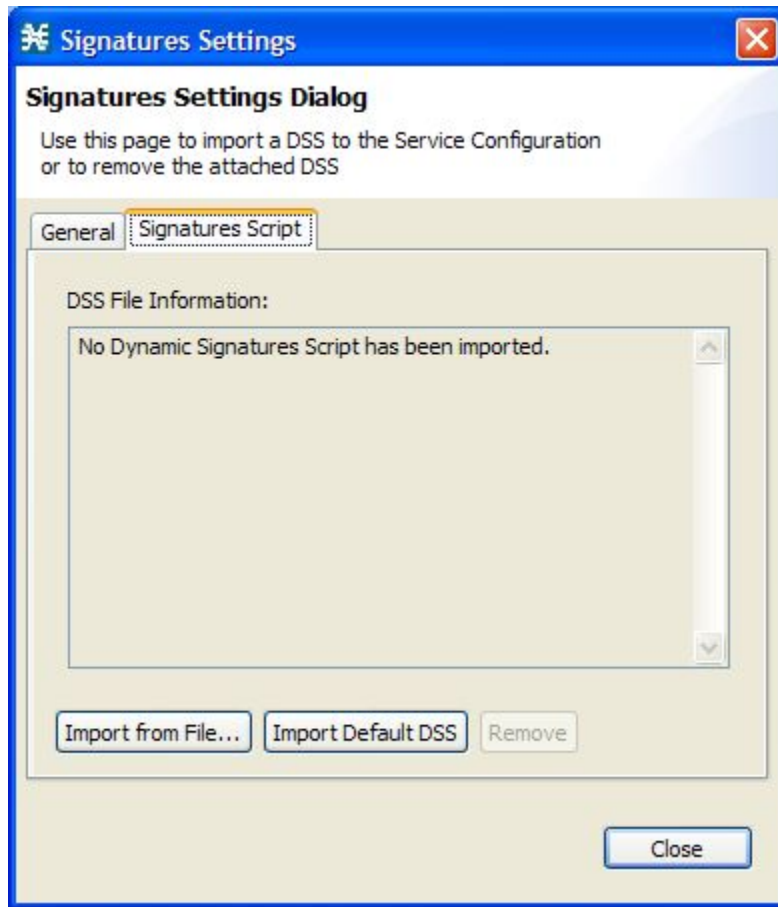 Signatures Settings
Signatures Settings Dialog
Use this page to import a DSS to the Service Configuration
or to remove the attached DSS
General Signatures Script
DSS File Information:
No Dynamic Signatures Script has been imported.
Import from File... Import Default DSS Remove
Close